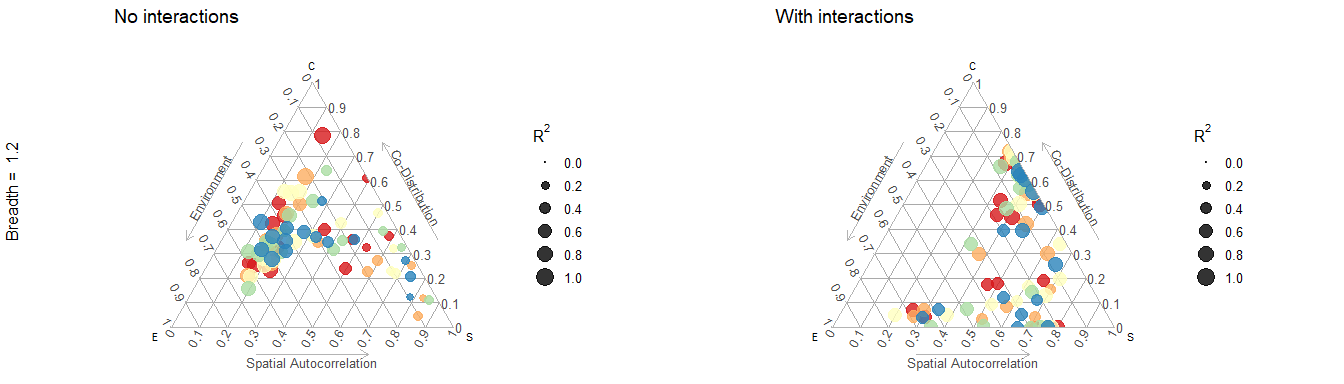 No interactions
With interactions
Breadth = 1.2
C
0 1
0.1 0.9
0.2 0.8
0.3 0.7
0.4 0.6
0.5 0.5
0.6 0.4
0.7 0.3
0.8 0.2
0.9 0.1
1 0
E
S
0 0.1 0.2 0.3 0.4 0.5 0.6 0.7 0.8 0.9 1
Environment
Co-Distribution
Spatial Autocorrelation
R²
0.0
0.2
0.4
0.6
0.8
1.0
C
0 1
0.1 0.9
0.2 0.8
0.3 0.7
0.4 0.6
0.5 0.5
0.6 0.4
0.7 0.3
0.8 0.2
0.9 0.1
1 0
E
S
0 0.1 0.2 0.3 0.4 0.5 0.6 0.7 0.8 0.9 1
Environment
Co-Distribution
Spatial Autocorrelation
R²
0.0
0.2
0.4
0.6
0.8
1.0